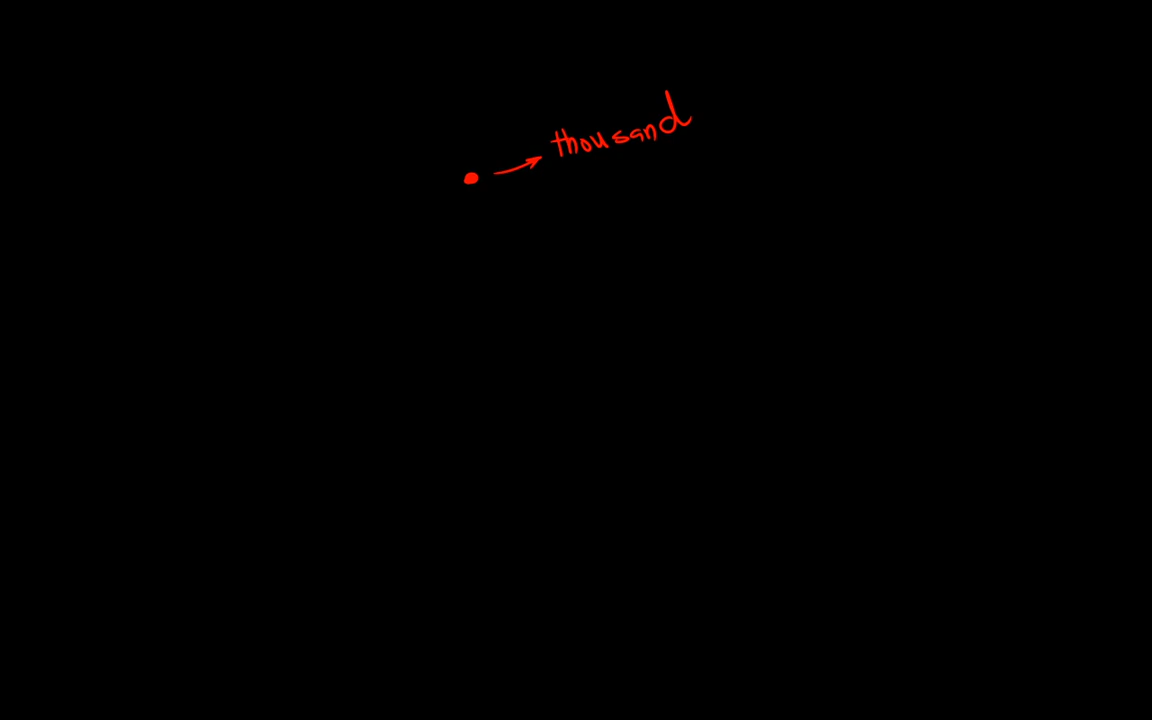 • → thousand